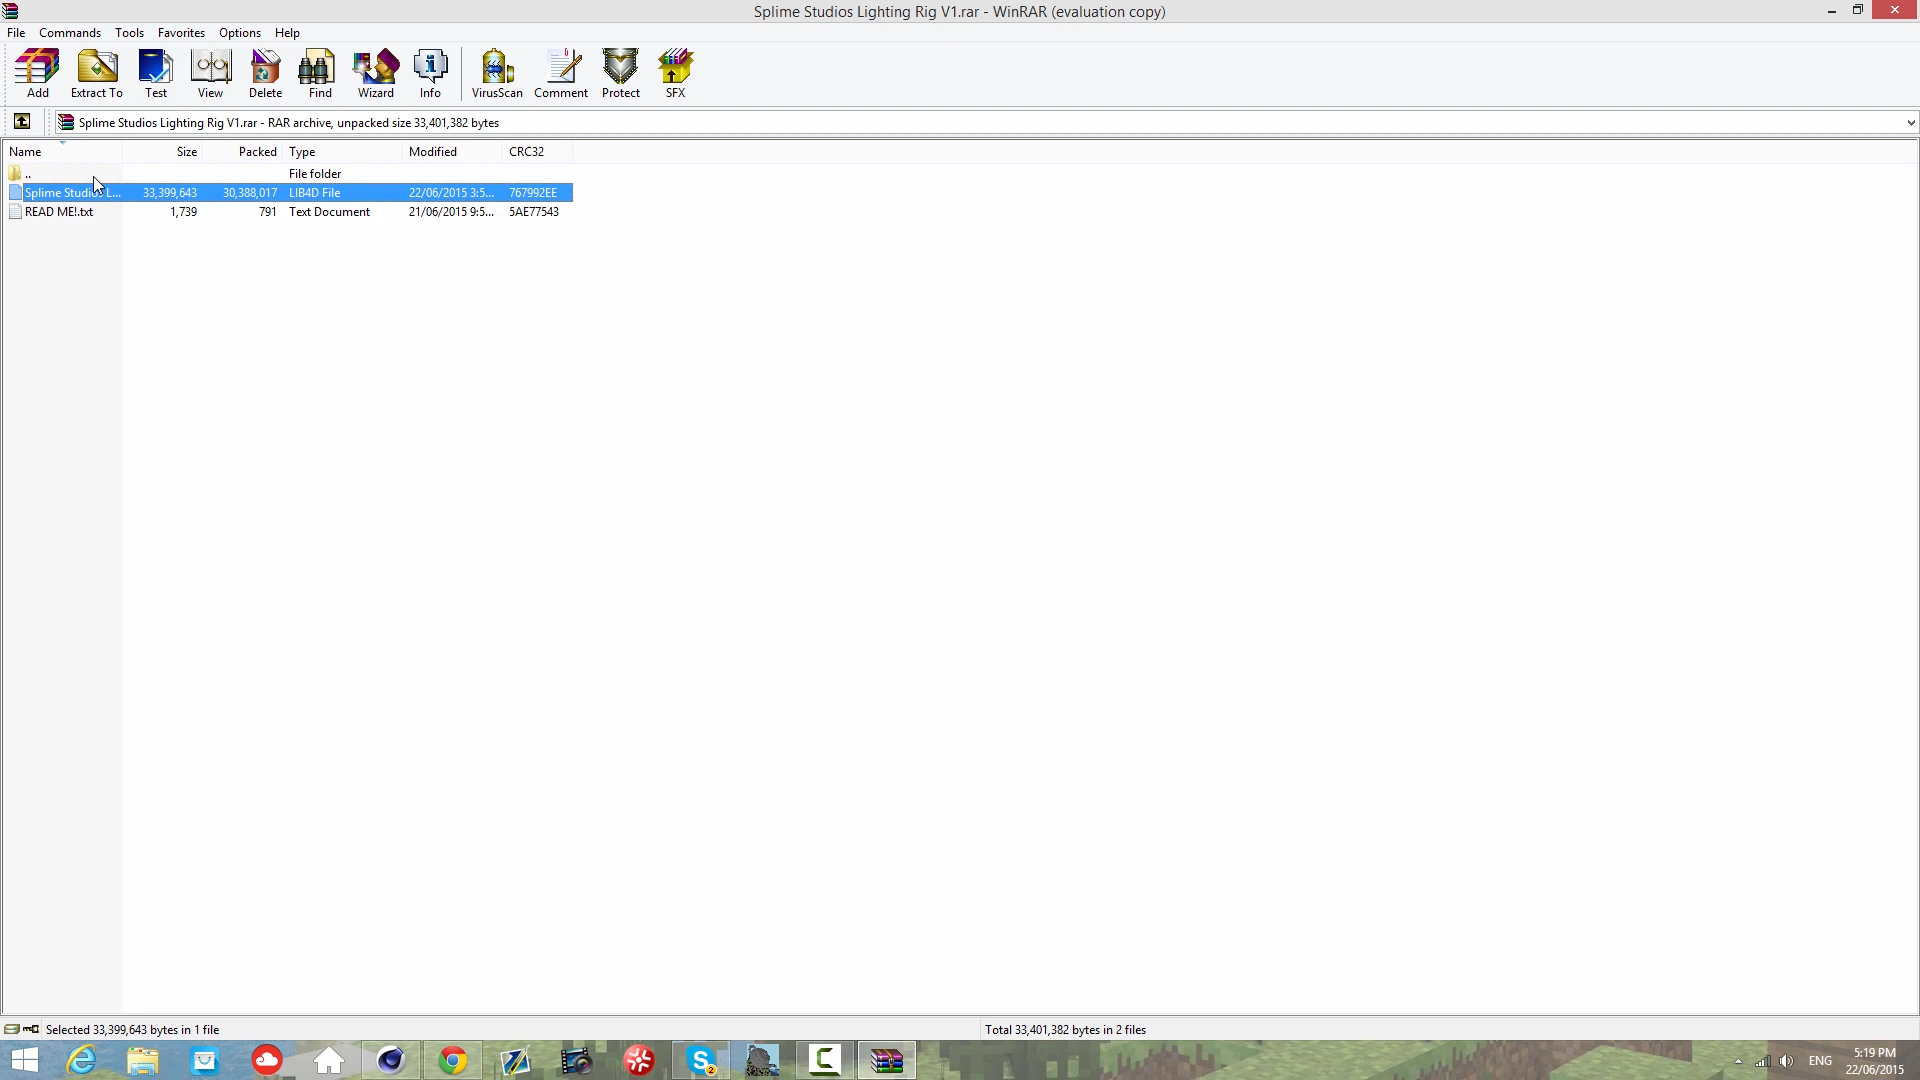 Splime Studios Lighting Rig V1.rar - WinRAR (evaluation copy)
File Commands Tools Favorites Options Help
Add Extract To Test View Delete Find Wizard Info VirusScan Comment Protect SFX
Splime Studios Lighting Rig V1.rar - RAR archive, unpacked size 33,401,382 bytes
Name Size Packed Type Modified CRC32
.. File folder
Splime Studios L... 33,399,643 30,388,017 LIB4D File 22/06/2015 3:5... 767992EE
READ ME!.txt 1,739 791 Text Document 21/06/2015 9:5... 5AE77543
Selected 33,399,643 bytes in 1 file
Total 33,401,382 bytes in 2 files
2
ENG
5:19 PM
22/06/2015